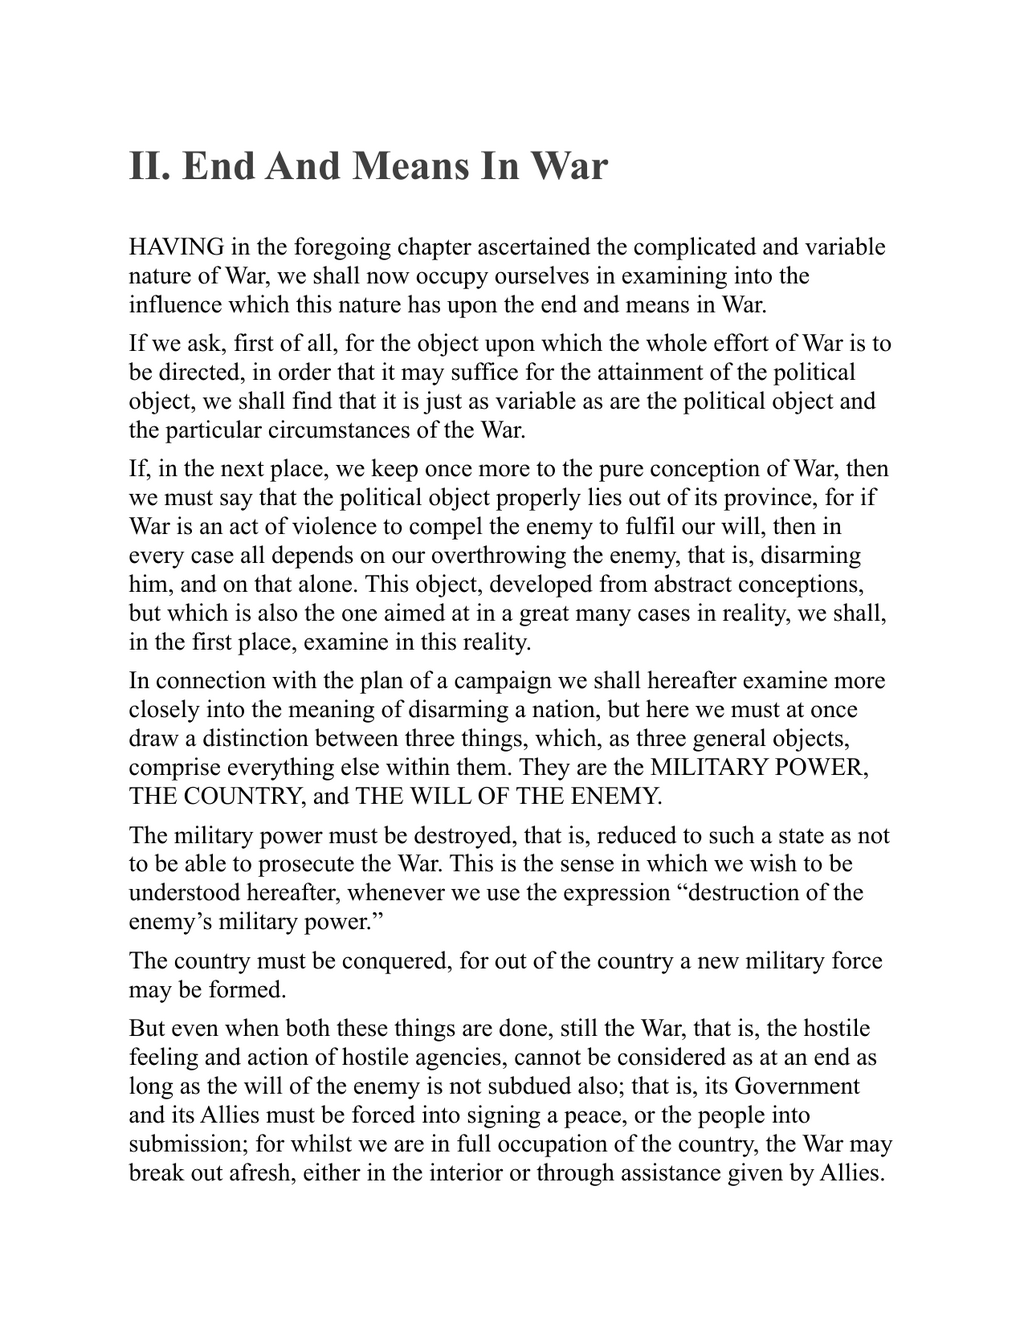 II. End And Means In War
HAVING in the foregoing chapter ascertained the complicated and variable
nature of War, we shall now occupy ourselves in examining into the
influence which this nature has upon the end and means in War.
If we ask, first of all, for the object upon which the whole effort of War is to
be directed, in order that it may suffice for the attainment of the political
object, we shall find that it is just as variable as are the political object and
the particular circumstances of the War.
If, in the next place, we keep once more to the pure conception of War, then
we must say that the political object properly lies out of its province, for if
War is an act of violence to compel the enemy to fulfil our will, then in
every case all depends on our overthrowing the enemy, that is, disarming
him, and on that alone. This object, developed from abstract conceptions,
but which is also the one aimed at in a great many cases in reality, we shall,
in the first place, examine in this reality.
In connection with the plan of a campaign we shall hereafter examine more
closely into the meaning of disarming a nation, but here we must at once
draw a distinction between three things, which, as three general objects,
comprise everything else within them. They are the MILITARY POWER,
THE COUNTRY, and THE WILL OF THE ENEMY.
The military power must be destroyed, that is, reduced to such a state as not
to be able to prosecute the War. This is the sense in which we wish to be
understood hereafter, whenever we use the expression “destruction of the
enemy’s military power.”
The country must be conquered, for out of the country a new military force
may be formed.
But even when both these things are done, still the War, that is, the hostile
feeling and action of hostile agencies, cannot be considered as at an end as
long as the will of the enemy is not subdued also; that is, its Government
and its Allies must be forced into signing a peace, or the people into
submission; for whilst we are in full occupation of the country, the War may
break out afresh, either in the interior or through assistance given by Allies.